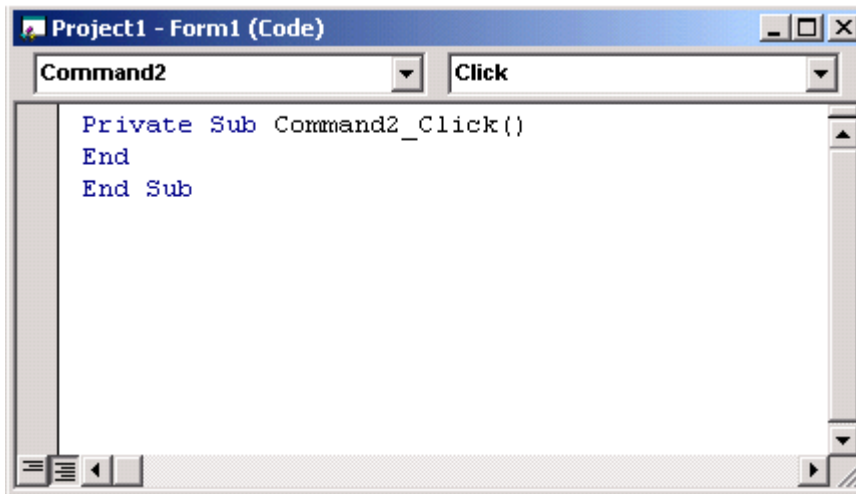 Project1 - Form1 (Code)
Command2 Click
Private Sub Command2_Click()
End
End Sub